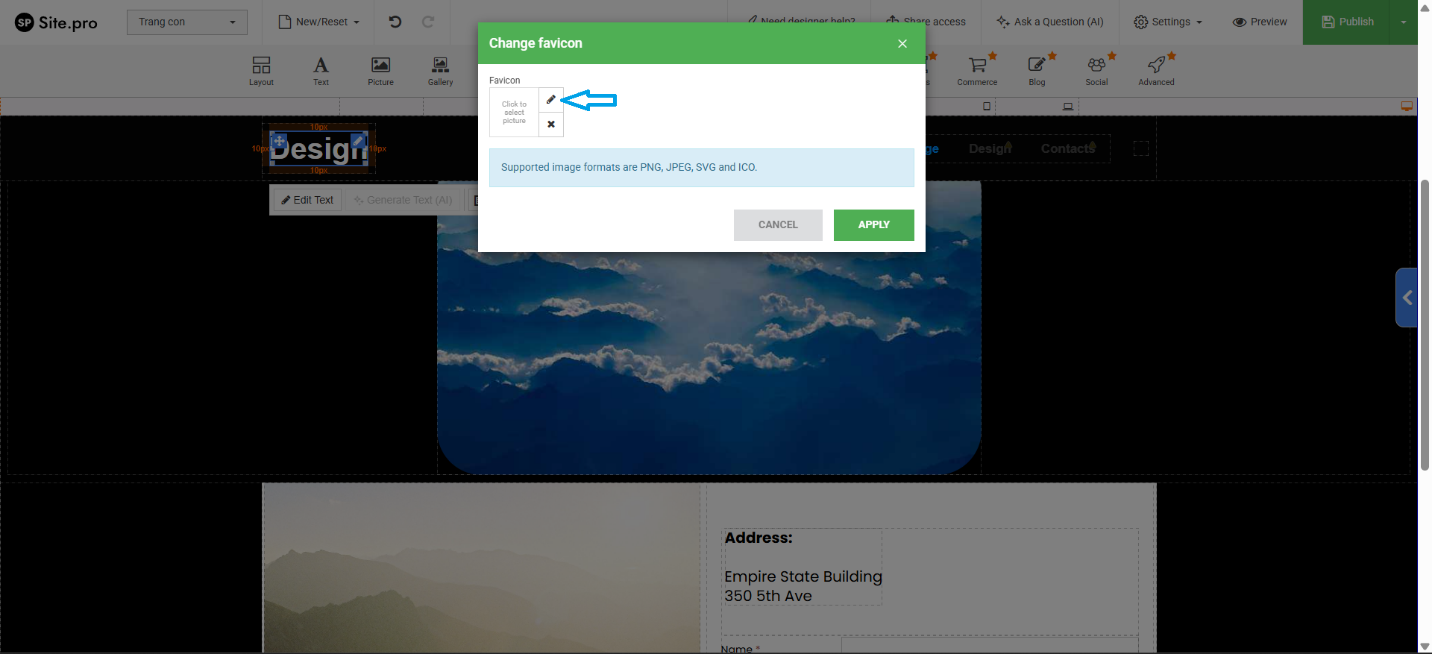 SP Site.pro
Trang con
New/Reset
Need designer help?
Share access
Ask a Question (AI)
Settings
Preview
Publish
Layout
Text
Picture
Gallery
Commerce
Blog
Social
Advanced
Change favicon
Favicon
Click to
select
picture
Supported image formats are PNG, JPEG, SVG and ICO.
CANCEL
APPLY
10px
10px
Design
10px
10px
Design
Contacts
Edit Text
Generate Text (AI)
Address:
Empire State Building
350 5th Ave
Name *